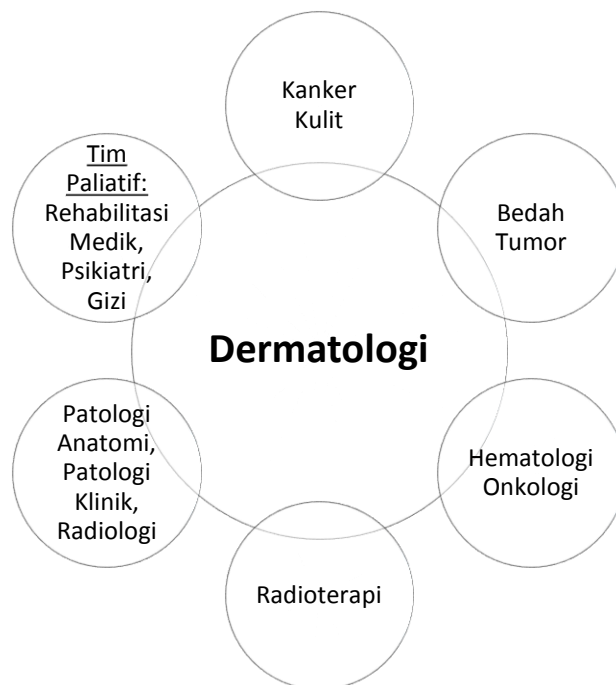 Kanker
Kulit
Tim
Paliatif:
Rehabilitasi
Medik,
Psikiatri,
Gizi
Bedah
Tumor
Dermatologi
Patologi
Anatomi,
Patologi
Klinik,
Radiologi
Hematologi
Onkologi
Radioterapi